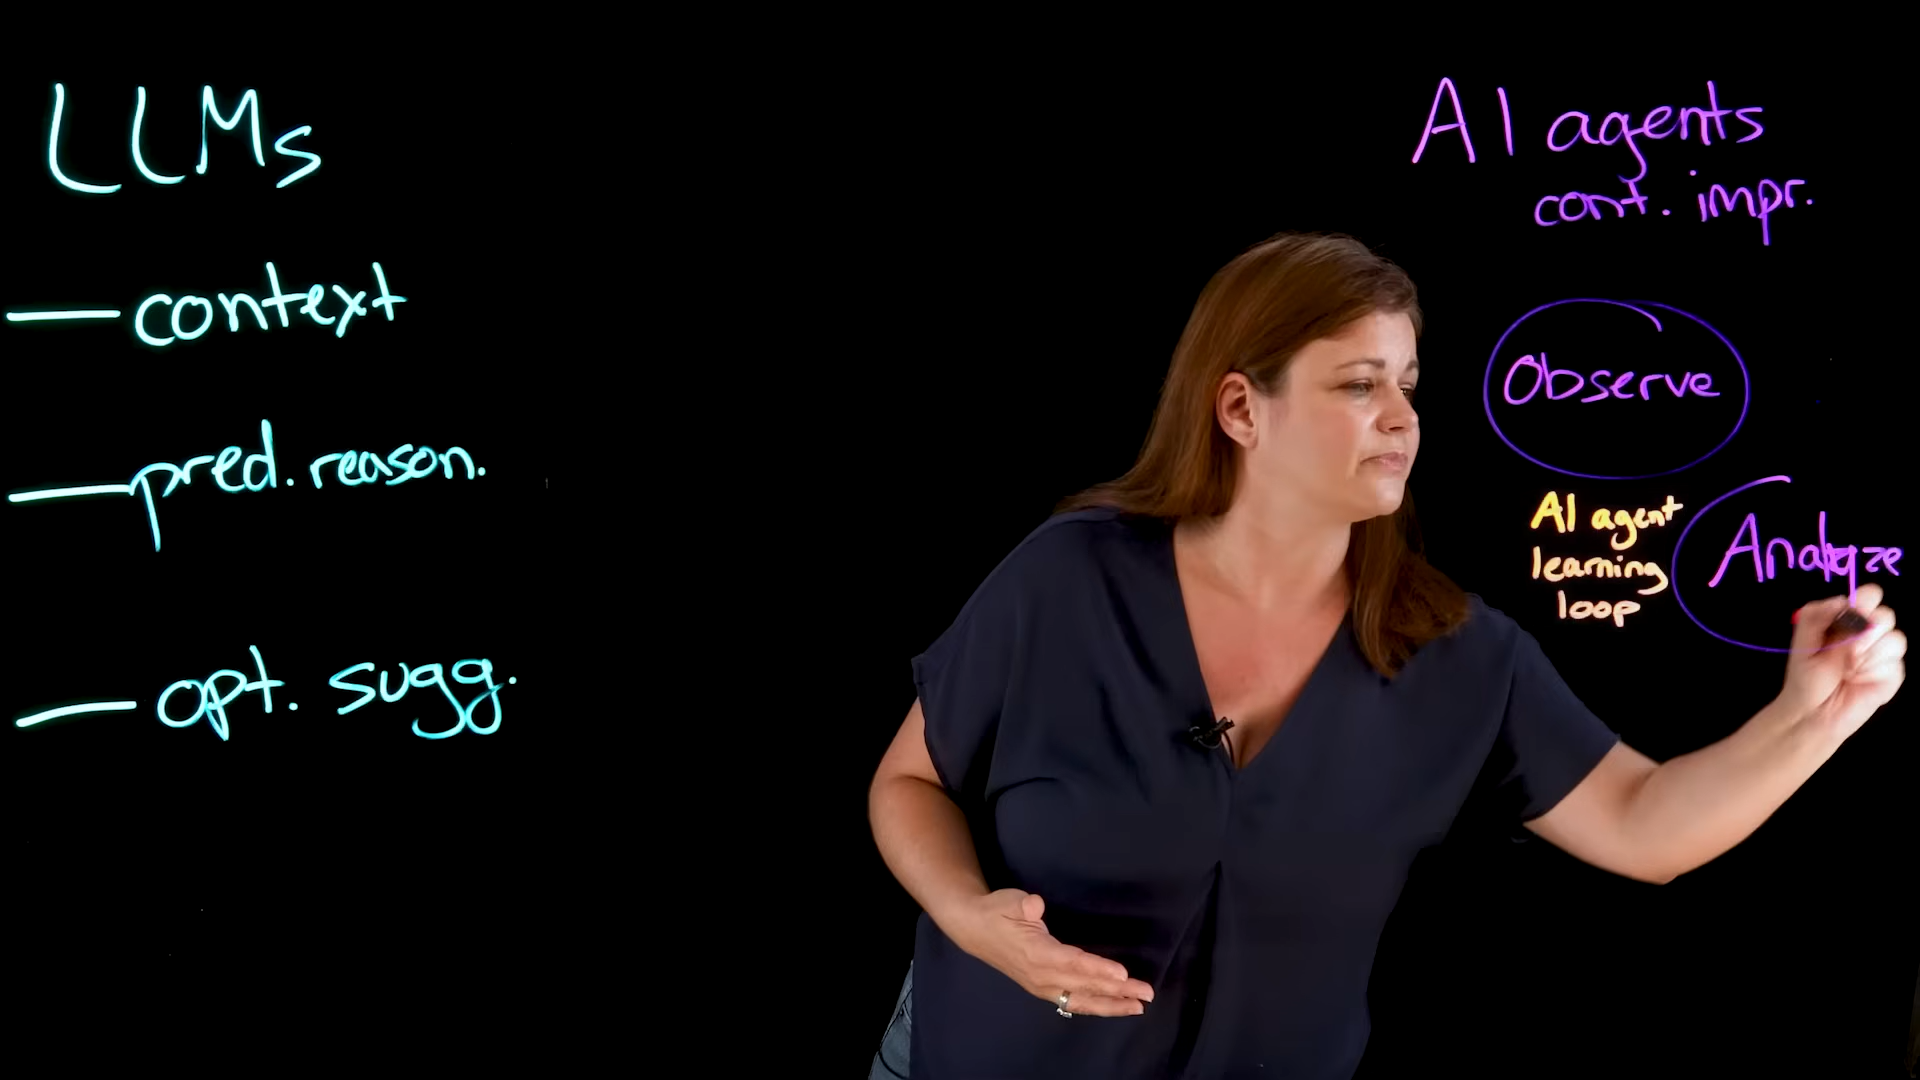 LLMs
— context
— pred. reason.
— opt. sugg.
AI agents
cont. impr.
Observe
AI agent
learning
loop
Analyze